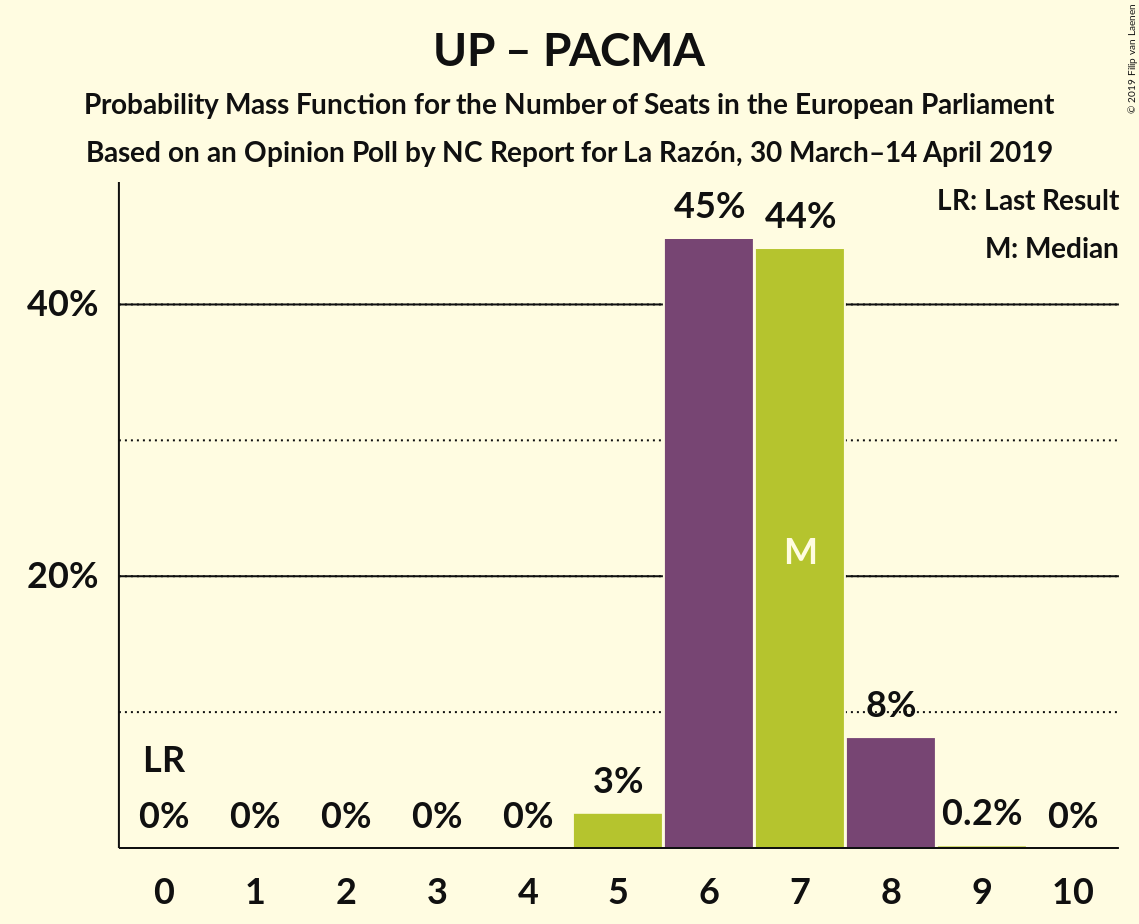 UP – PACMA
Probability Mass Function for the Number of Seats in the European Parliament
Based on an Opinion Poll by NC Report for La Razón, 30 March–14 April 2019
© 2019 Filip van Laenen
LR: Last Result
M: Median
45%
44%
40%
M
20%
8%
LR
3%
0% 0% 0% 0% 0% 0.2% 0%
0 1 2 3 4 5 6 7 8 9 10